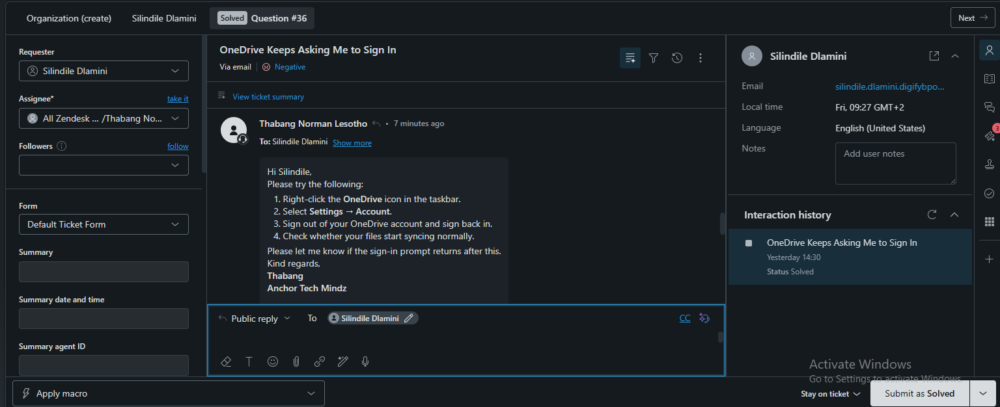 Organization (create)
Silindile Dlamini
Solved Question #36
Next
Requester
Silindile Dlamini
Assignee*
take it
All Zendesk ... /Thabang No...
Followers
follow
Form
Default Ticket Form
Summary
Summary date and time
Summary agent ID
Apply macro
OneDrive Keeps Asking Me to Sign In
Via email
Negative
View ticket summary
Thabang Norman Lesotho • 7 minutes ago
To: Silindile Dlamini Show more
Hi Silindile,
Please try the following:
1. Right-click the OneDrive icon in the taskbar.
2. Select Settings → Account.
3. Sign out of your OneDrive account and sign back in.
4. Check whether your files start syncing normally.
Please let me know if the sign-in prompt returns after this.
Kind regards,
Thabang
Anchor Tech Mindz
Public reply
To
Silindile Dlamini
CC
Silindile Dlamini
Email
silindile.dlamini.digifybpo...
Local time
Fri, 09:27 GMT+2
Language
English (United States)
Notes
Add user notes
Interaction history
OneDrive Keeps Asking Me to Sign In
Yesterday 14:30
Status Solved
3
Activate Windows
Go to Settings to activate Windows.
Stay on ticket
Submit as Solved